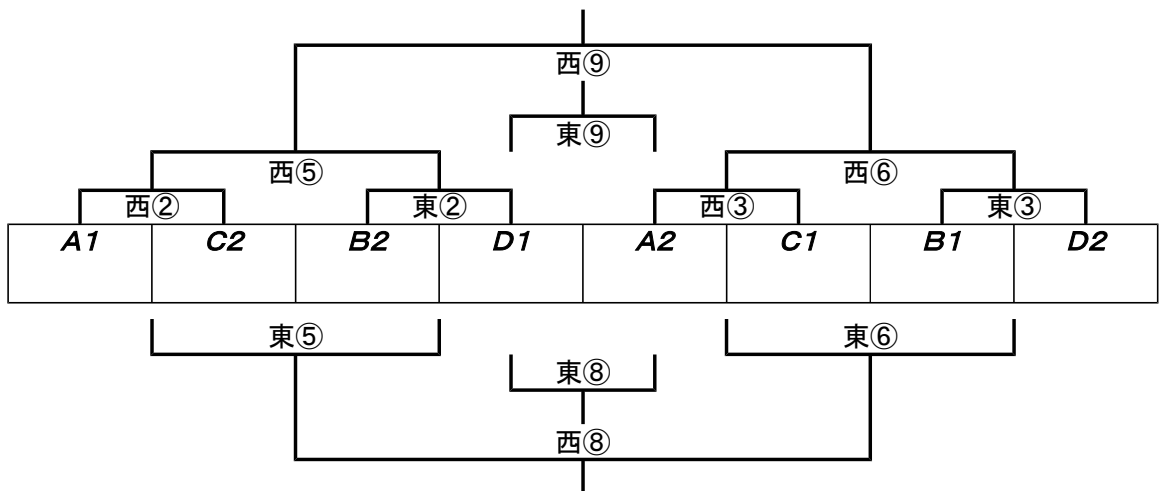 西⑨
東⑨
西⑤ 西⑥
西② 東② 西③ 東③
A1 C2 B2 D1 A2 C1 B1 D2
東⑤ 東⑥
東⑧
西⑧